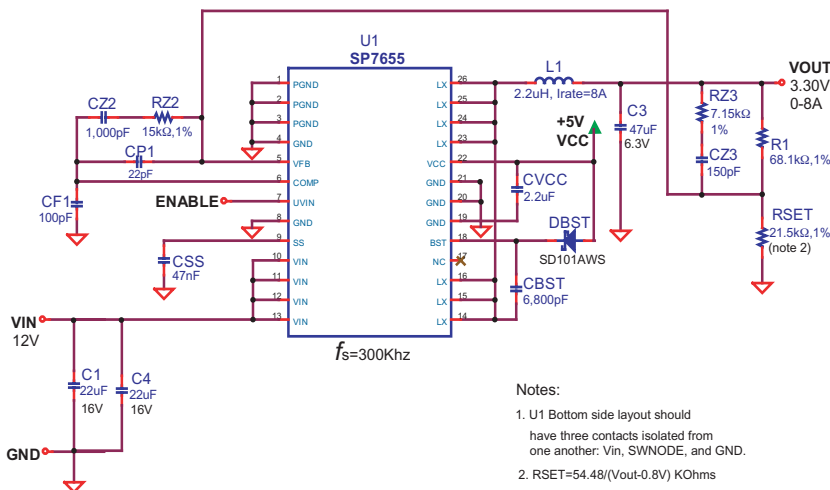 U1
SP7655
1 PGND
2 PGND
3 PGND
4 GND
5 VFB
6 COMP
7 UVIN
8 GND
9 SS
10 VIN
11 VIN
12 VIN
13 VIN
26 LX
25 LX
24 LX
23 LX
22 VCC
21 GND
20 GND
19 GND
18 BST
17 NC
16 LX
15 LX
14 LX
fs=300Khz
CZ2
1,000pF
RZ2
15kΩ,1%
CP1
22pF
CF1
100pF
ENABLE
CSS
47nF
VIN
12V
C1
22uF
16V
C4
22uF
16V
GND
L1
2.2uH, Irate=8A
+5V
VCC
C3
47uF
6.3V
CVCC
2.2uF
DBST
SD101AWS
CBST
6,800pF
RZ3
7.15kΩ
1%
CZ3
150pF
VOUT
3.30V
0-8A
R1
68.1kΩ,1%
RSET
21.5kΩ,1%
(note 2)
Notes:
1. U1 Bottom side layout should
have three contacts isolated from
one another: Vin, SWNODE, and GND.
2. RSET=54.48/(Vout-0.8V) KOhms